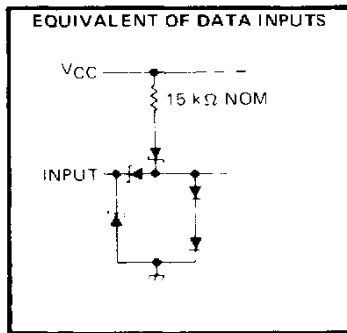 EQUIVALENT OF DATA INPUTS
VCC
15 kΩ NOM
INPUT